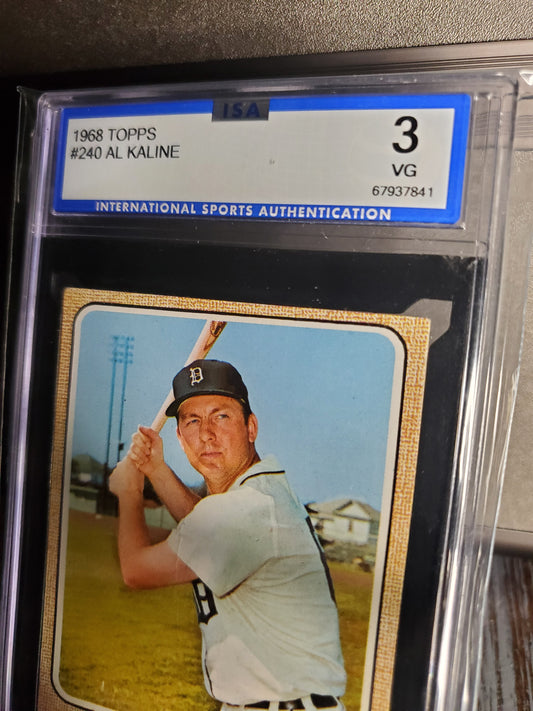 ISA
1968 TOPPS
#240 AL KALINE
3
VG
67937841
INTERNATIONAL SPORTS AUTHENTICATION
D